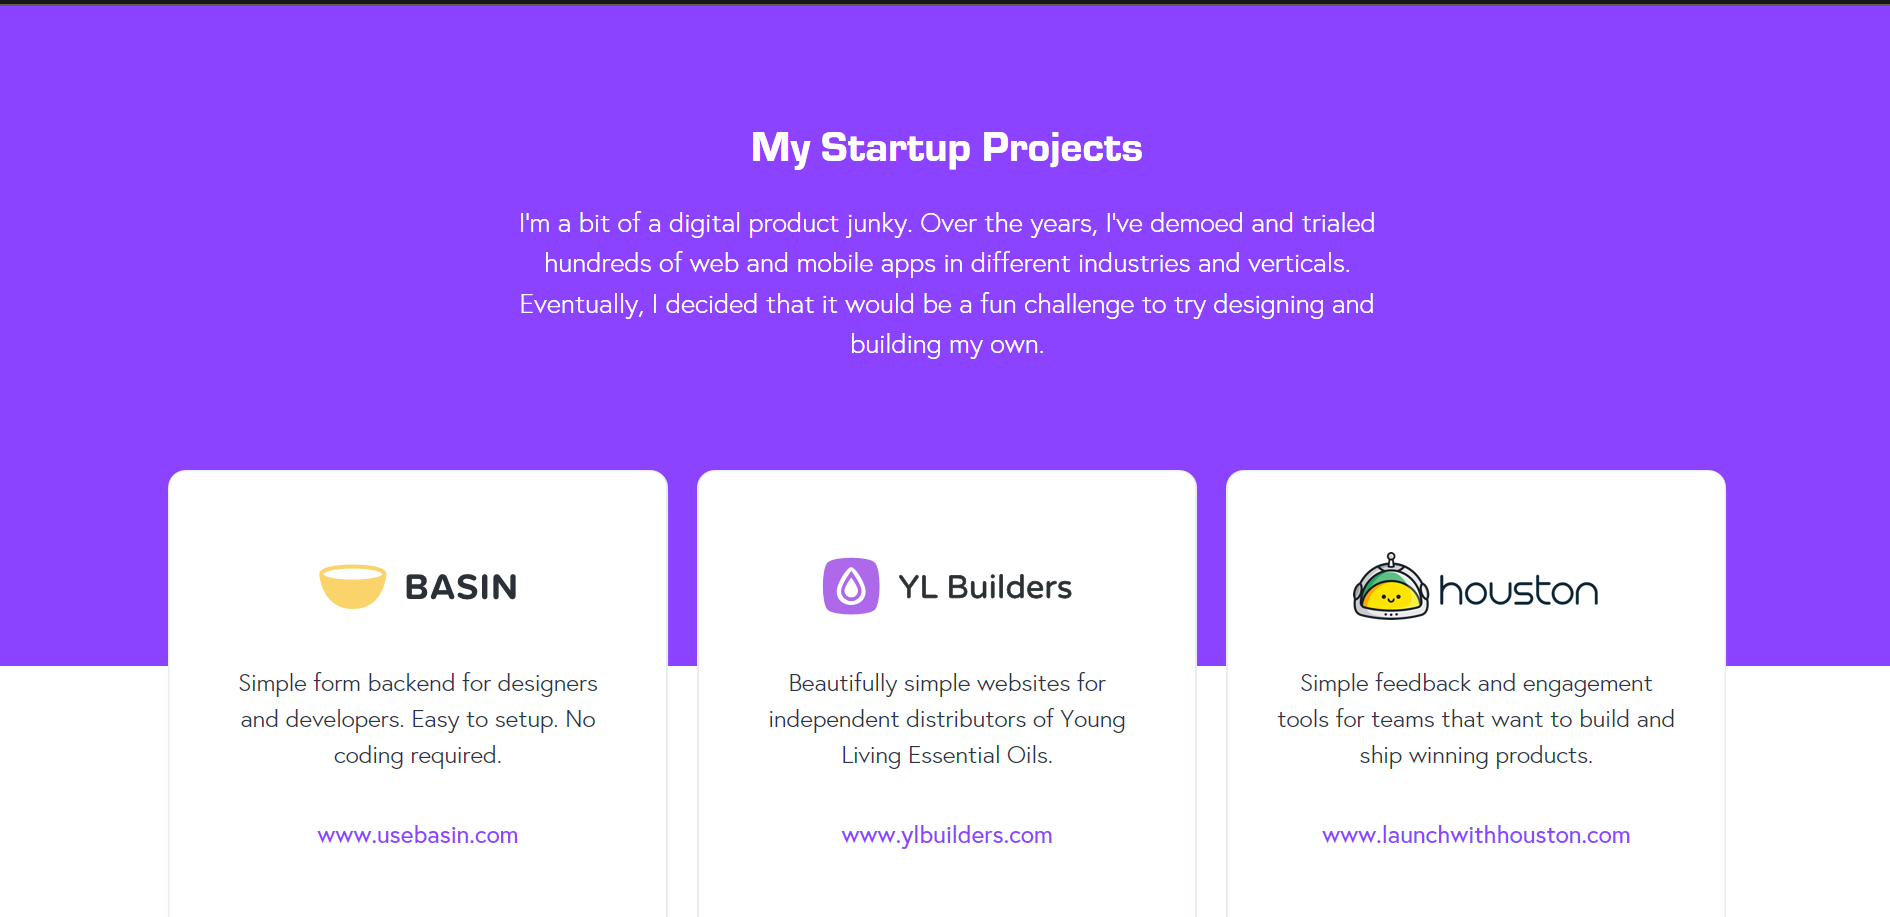 My Startup Projects
I'm a bit of a digital product junky. Over the years, I've demoed and trialed
hundreds of web and mobile apps in different industries and verticals.
Eventually, I decided that it would be a fun challenge to try designing and
building my own.
BASIN
Simple form backend for designers
and developers. Easy to setup. No
coding required.
www.usebasin.com
YL Builders
Beautifully simple websites for
independent distributors of Young
Living Essential Oils.
www.ylbuilders.com
houston
Simple feedback and engagement
tools for teams that want to build and
ship winning products.
www.launchwithhouston.com